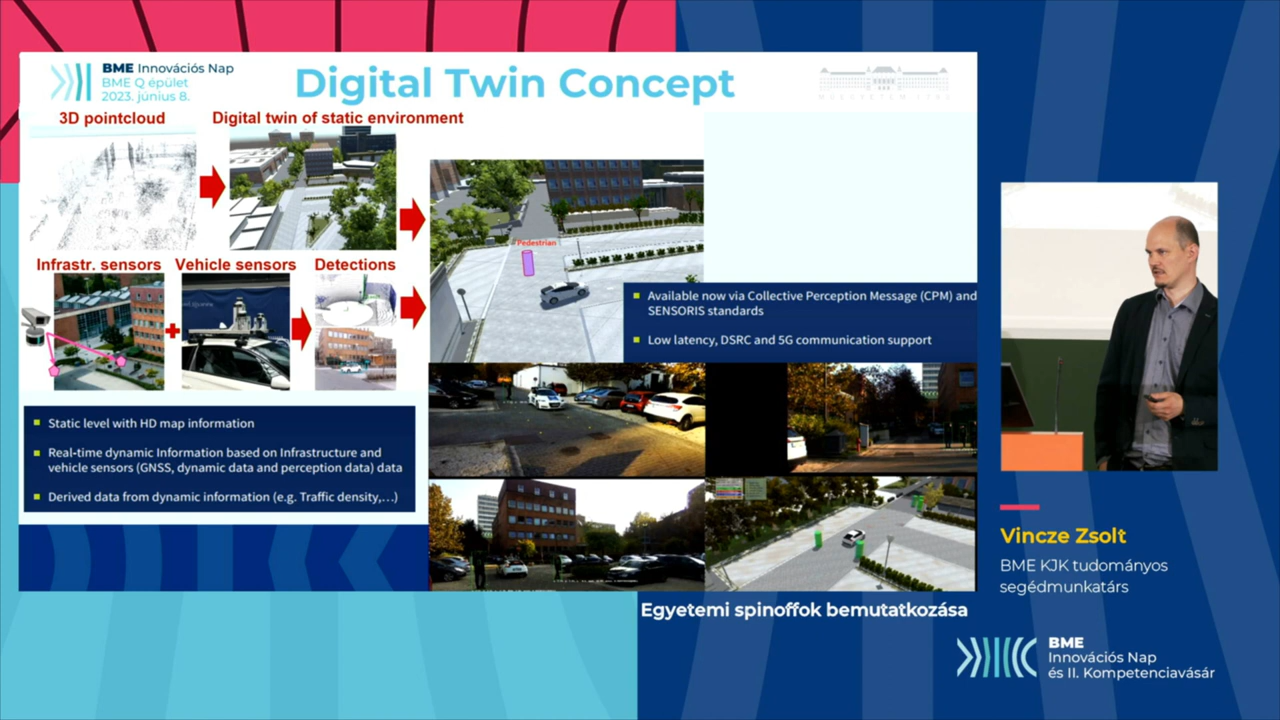 BME Innovációs Nap
BME Q épület
2023. június 8.
Digital Twin Concept
3D pointcloud
Digital twin of static environment
Infrastr. sensors
Vehicle sensors
Detections
Pedestrian
Available now via Collective Perception Message (CPM) and
SENSORIS standards
Low latency, DSRC and 5G communication support
Static level with HD map information
Real-time dynamic Information based on Infrastructure and
vehicle sensors (GNSS, dynamic data and perception data) data
Derived data from dynamic information (e.g. Traffic density,...)
Vincze Zsolt
BME KJK tudományos
segédmunkatárs
Egyetemi spinoffok bemutatkozása
BME
Innovációs Nap
és II. Kompetenciavásár